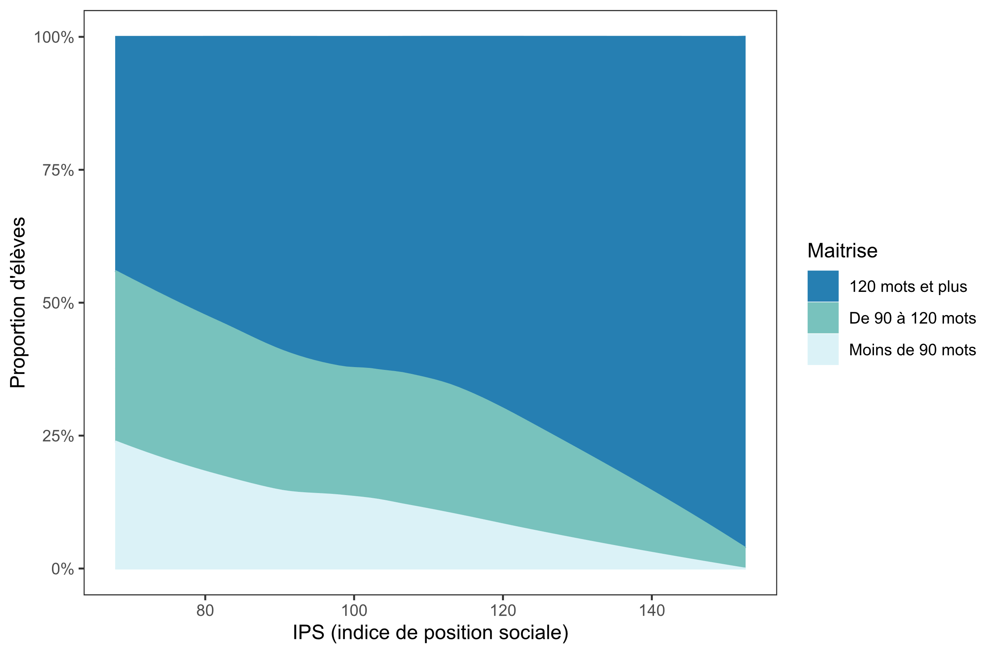 100%
75%
50%
25%
0%
Proportion d'élèves
80
100
120
140
IPS (indice de position sociale)
Maitrise
120 mots et plus
De 90 à 120 mots
Moins de 90 mots